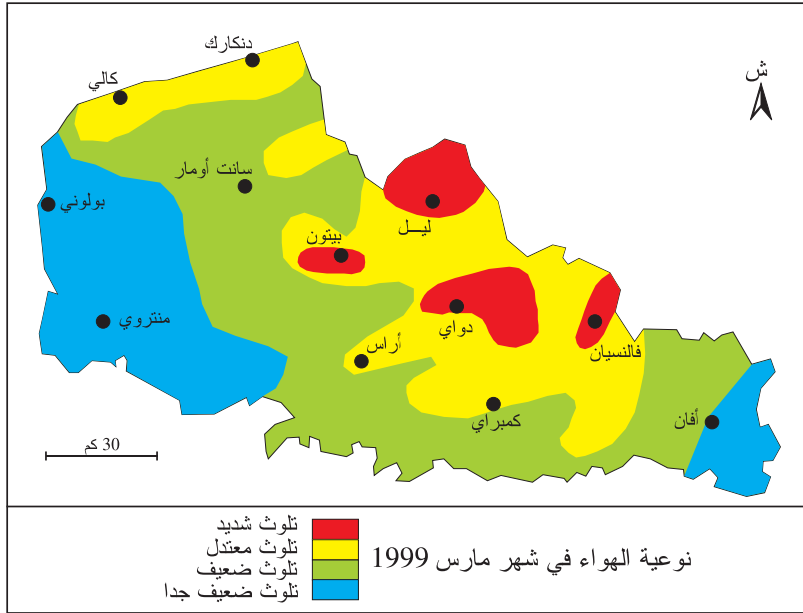 دنكارك
كالي
ش
سانت أومار
بولوني
ليـــل
بيتون
منتروي
دواي
فالنسيان
أراس
كمبراي
أفان
30 كم
نوعية الهواء في شهر مارس 1999
تلوث شديد
تلوث معتدل
تلوث ضعيف
تلوث ضعيف جدا